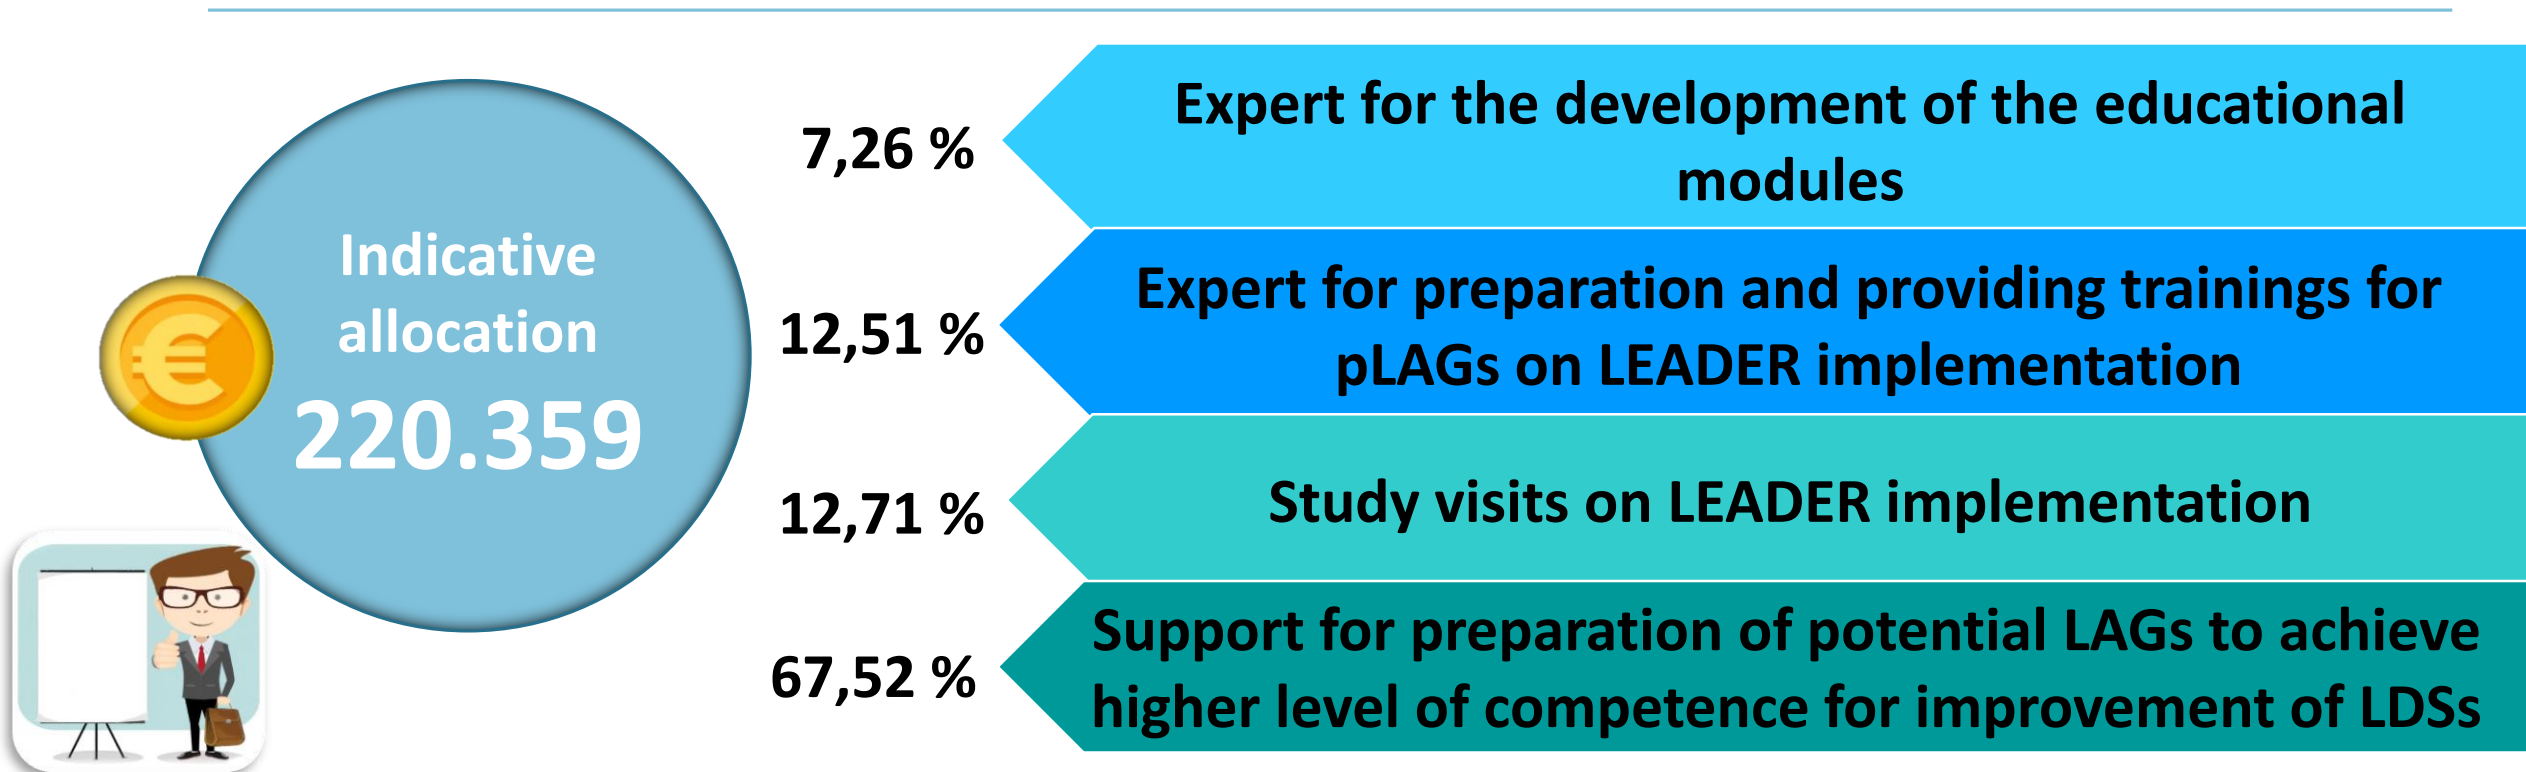 Indicative
allocation
220.359
€
7,26 %
Expert for the development of the educational
modules
12,51 %
Expert for preparation and providing trainings for
pLAGs on LEADER implementation
12,71 %
Study visits on LEADER implementation
67,52 %
Support for preparation of potential LAGs to achieve
higher level of competence for improvement of LDSs